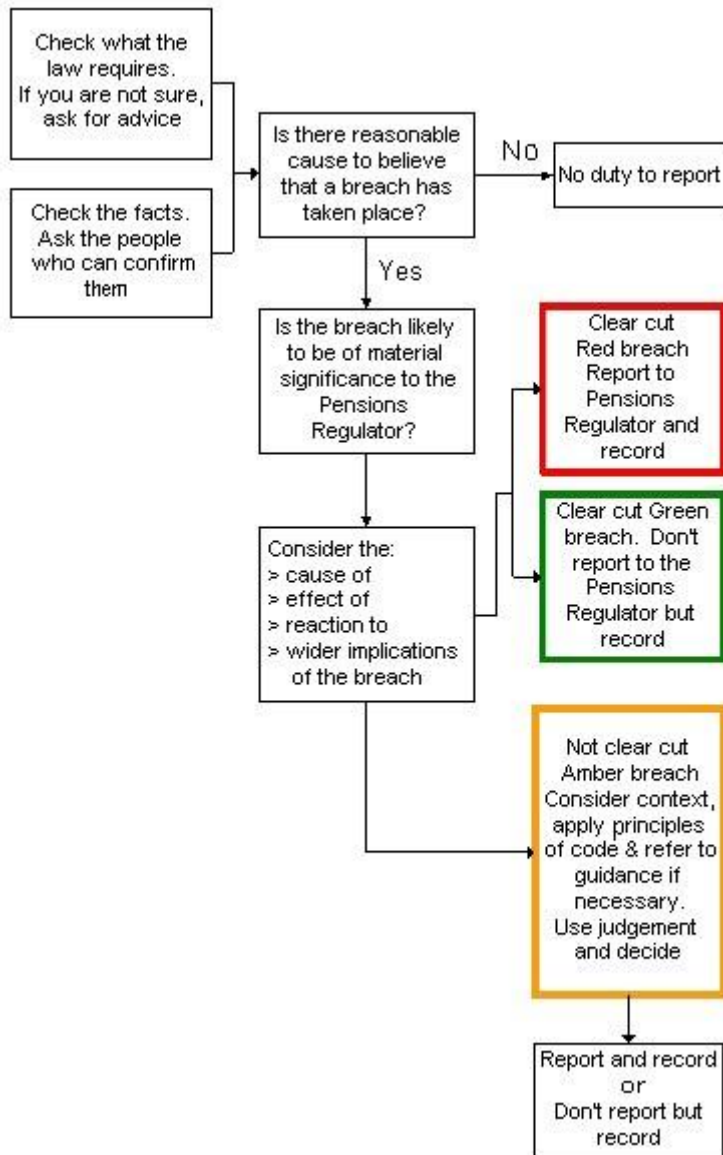 Check what the
law requires.
If you are not sure,
ask for advice
Check the facts.
Ask the people
who can confirm
them
Is there reasonable
cause to believe
that a breach has
taken place?
No
No duty to report
Yes
Is the breach likely
to be of material
significance to the
Pensions
Regulator?
Consider the:
> cause of
> effect of
> reaction to
> wider implications
of the breach
Clear cut
Red breach
Report to
Pensions
Regulator and
record
Clear cut Green
breach. Don't
report to the
Pensions
Regulator but
record
Not clear cut
Amber breach
Consider context,
apply principles
of code & refer to
guidance if
necessary.
Use judgement
and decide
Report and record
or
Don't report but
record